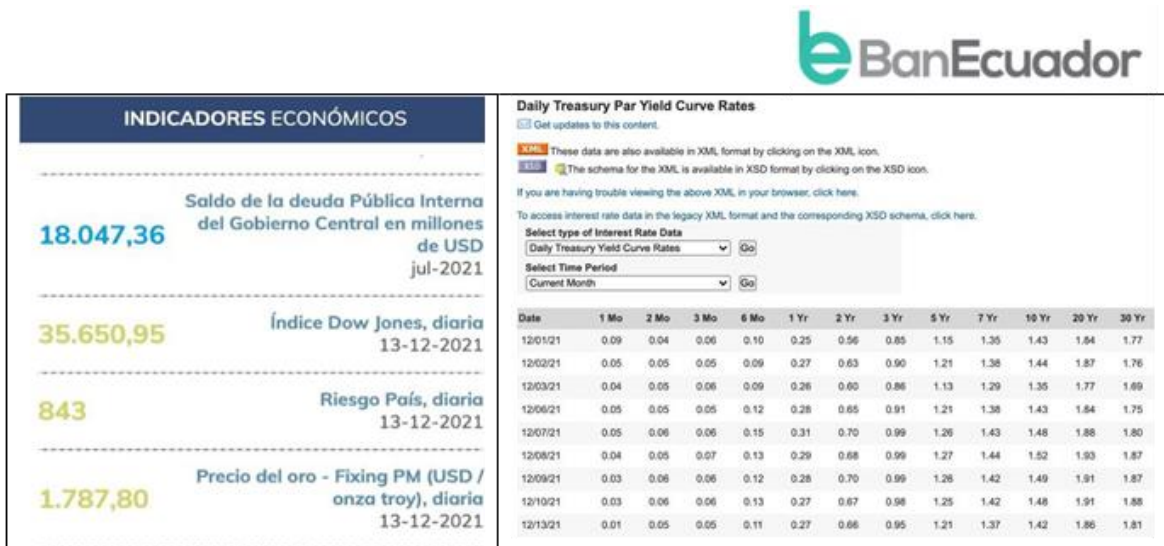 BanEcuador
INDICADORES ECONÓMICOS
18.047,36
Saldo de la deuda Pública Interna
del Gobierno Central en millones
de USD
jul-2021
35.650,95
Índice Dow Jones, diaria
13-12-2021
843
Riesgo País, diaria
13-12-2021
1.787,80
Precio del oro - Fixing PM (USD /
onza troy), diaria
13-12-2021
Daily Treasury Par Yield Curve Rates
Get updates to this content.
XML These data are also available in XML format by clicking on the XML icon.
XSD The schema for the XML is available in XSD format by clicking on the XSD icon.
If you are having trouble viewing the above XML in your browser, click here.
To access interest rate data in the legacy XML format and the corresponding XSD schema, click here.
Select type of Interest Rate Data
Daily Treasury Yield Curve Rates Go
Select Time Period
Current Month Go
Date 1 Mo 2 Mo 3 Mo 6 Mo 1 Yr 2 Yr 3 Yr 5 Yr 7 Yr 10 Yr 20 Yr 30 Yr
12/01/21 0.09 0.04 0.06 0.10 0.25 0.56 0.85 1.15 1.35 1.43 1.84 1.77
12/02/21 0.05 0.05 0.05 0.09 0.27 0.63 0.90 1.21 1.38 1.44 1.87 1.76
12/03/21 0.04 0.05 0.06 0.09 0.26 0.60 0.86 1.13 1.29 1.35 1.77 1.69
12/06/21 0.05 0.05 0.05 0.12 0.28 0.65 0.91 1.21 1.38 1.43 1.84 1.75
12/07/21 0.05 0.06 0.06 0.15 0.31 0.70 0.99 1.26 1.43 1.48 1.88 1.80
12/08/21 0.04 0.05 0.07 0.13 0.29 0.68 0.99 1.27 1.44 1.52 1.93 1.87
12/09/21 0.03 0.06 0.06 0.12 0.28 0.70 0.99 1.26 1.42 1.49 1.91 1.87
12/10/21 0.03 0.06 0.06 0.13 0.27 0.67 0.98 1.25 1.42 1.48 1.91 1.88
12/13/21 0.01 0.05 0.05 0.11 0.27 0.66 0.95 1.21 1.37 1.42 1.86 1.81